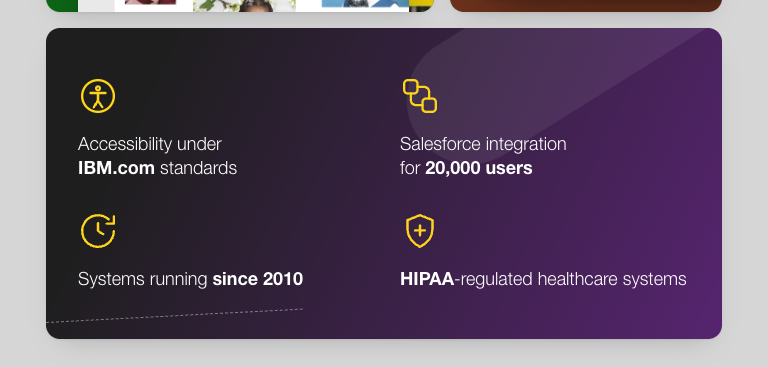 Accessibility under
IBM.com standards
Salesforce integration
for 20,000 users
Systems running since 2010
HIPAA-regulated healthcare systems